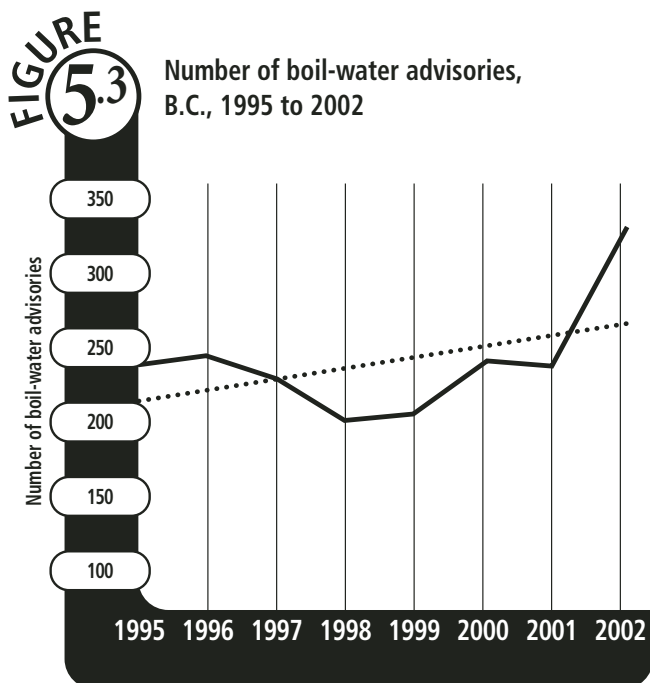 FIGURE
5.3
Number of boil-water advisories,
B.C., 1995 to 2002
Number of boil-water advisories
350
300
250
200
150
100
1995 1996 1997 1998 1999 2000 2001 2002